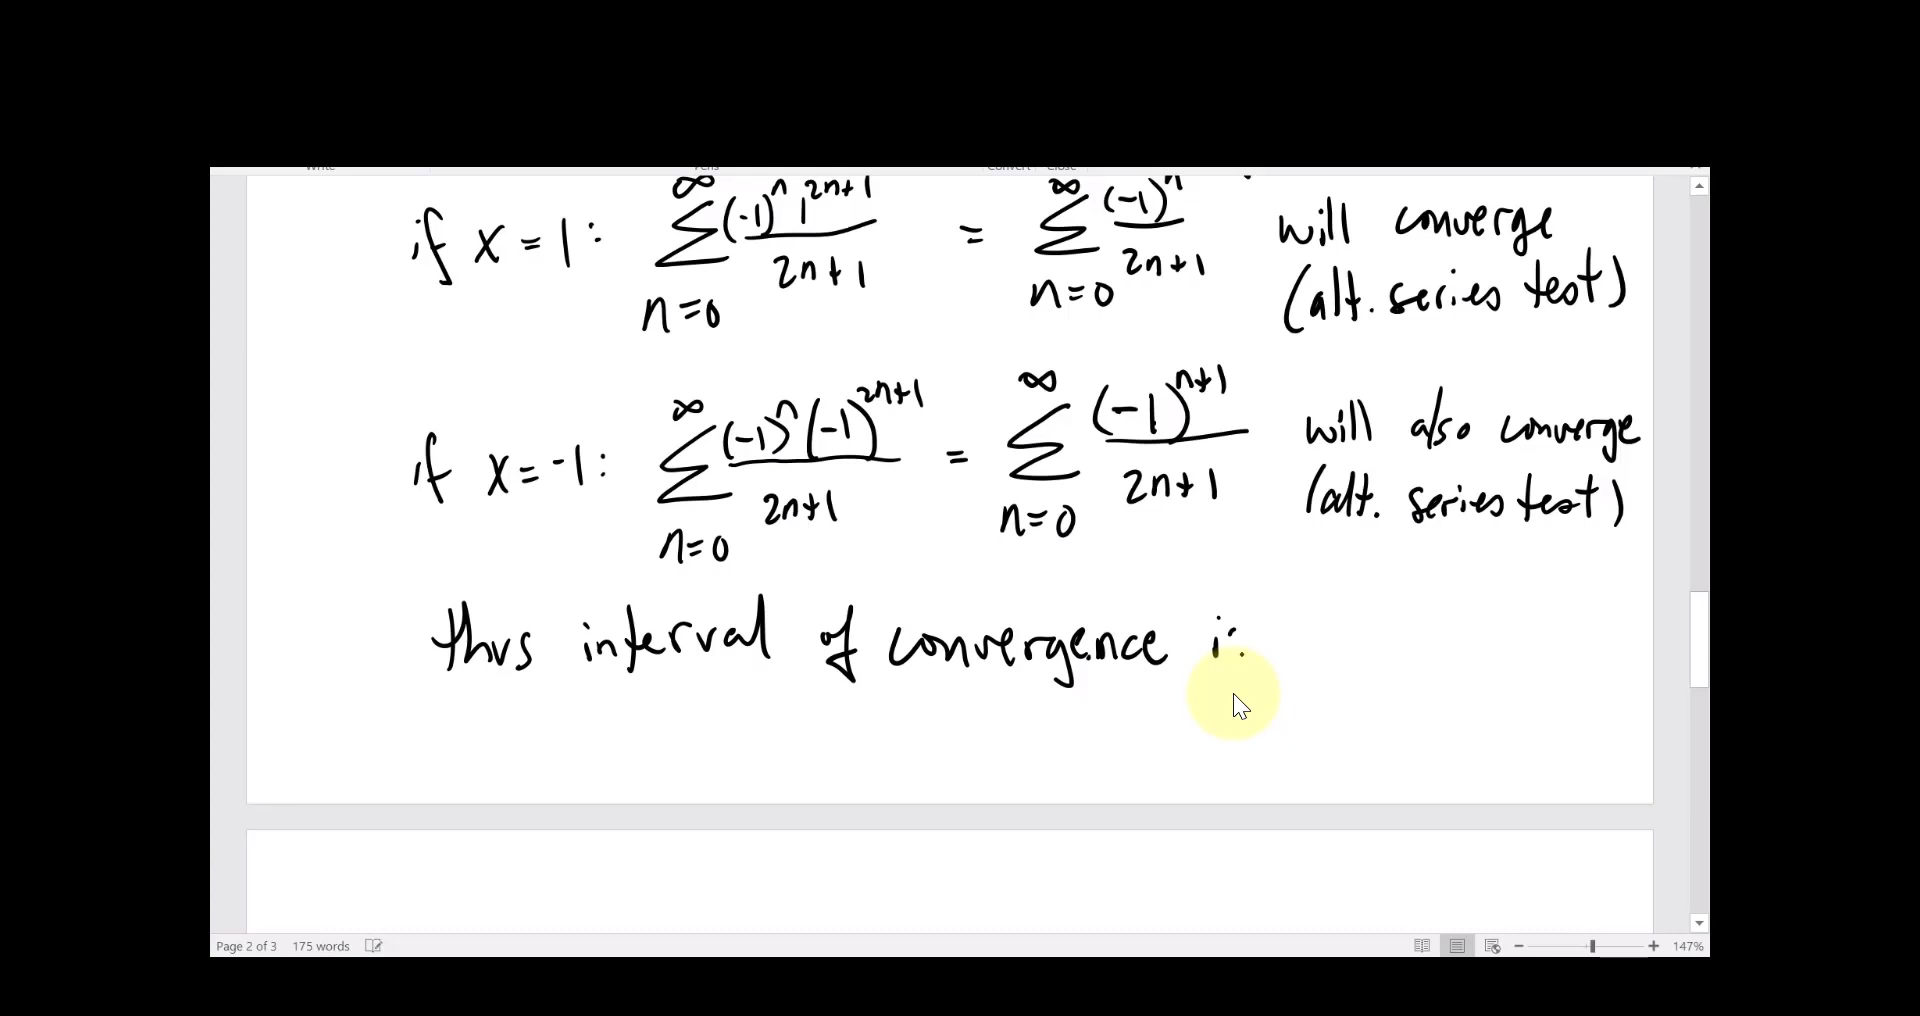 if x = 1: ∞ ∑ n=0 (-1)^n 1^{2n+1} / 2n+1 = ∞ ∑ n=0 (-1)^n / 2n+1 will converge
(alt. series test)
if x = -1: ∞ ∑ n=0 (-1)^n (-1)^{2n+1} / 2n+1 = ∞ ∑ n=0 (-1)^{n+1} / 2n+1 will also converge
(alt. series test)
thus interval of convergence
Page 2 of 3 175 words 147%